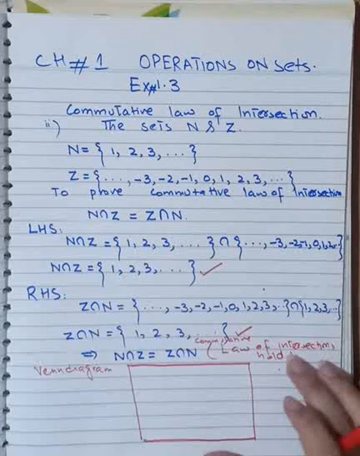 CH#1 OPERATIONS ON Sets.
Ex#1.3
Commutative law of Intersection.
ii) The sets N & Z.
N={1, 2, 3, ...}
Z={..., -3, -2, -1, 0, 1, 2, 3, ...}
To prove commutative law of Intersection
N∩Z = Z∩N.
LHS:
N∩Z = {1, 2, 3, ...}∩{..., -3,-2,-1,0,1,2,
N∩Z = {1, 2, 3, ...} ✓
RHS:
Z∩N = {..., -3, -2, -1, 0, 1, 2, 3, ...}∩{1, 2, 3, ...}
Z∩N = {1, 2, 3, ...} ✓
⇒ N∩Z = Z∩N (commutative Law of intersection, hold
Venndiagram